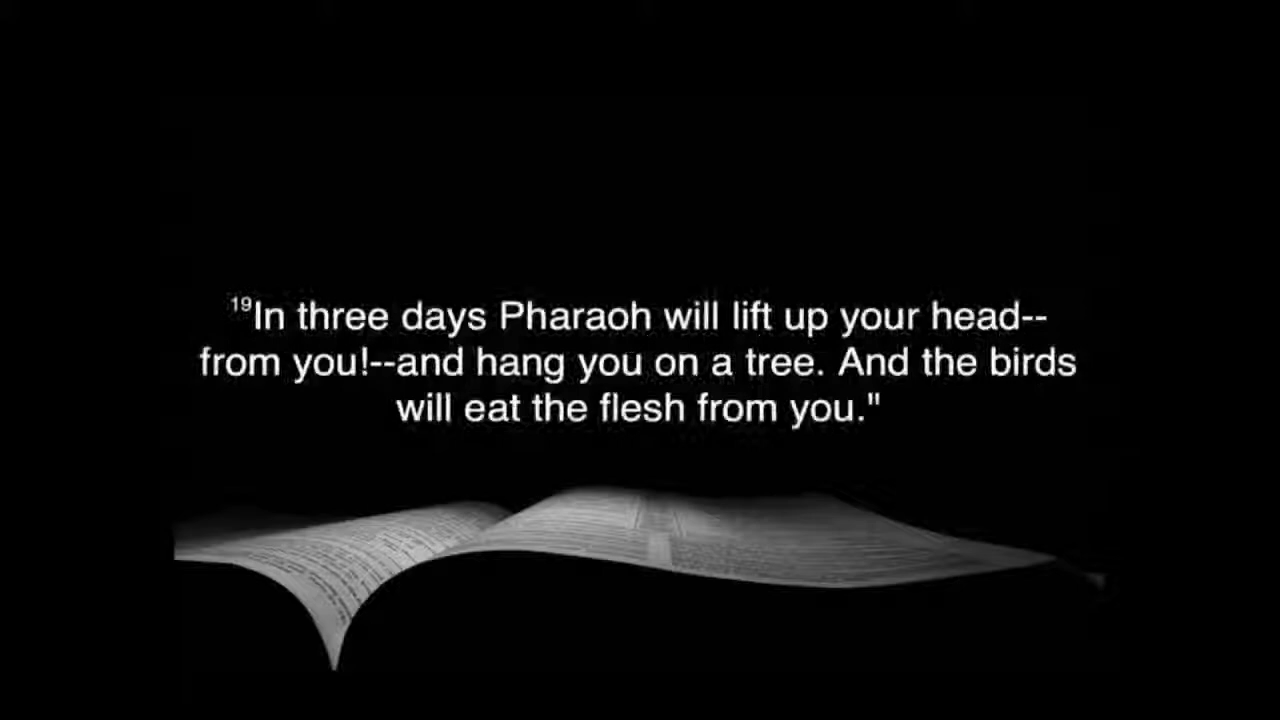 19In three days Pharaoh will lift up your head--
from you!--and hang you on a tree. And the birds
will eat the flesh from you."